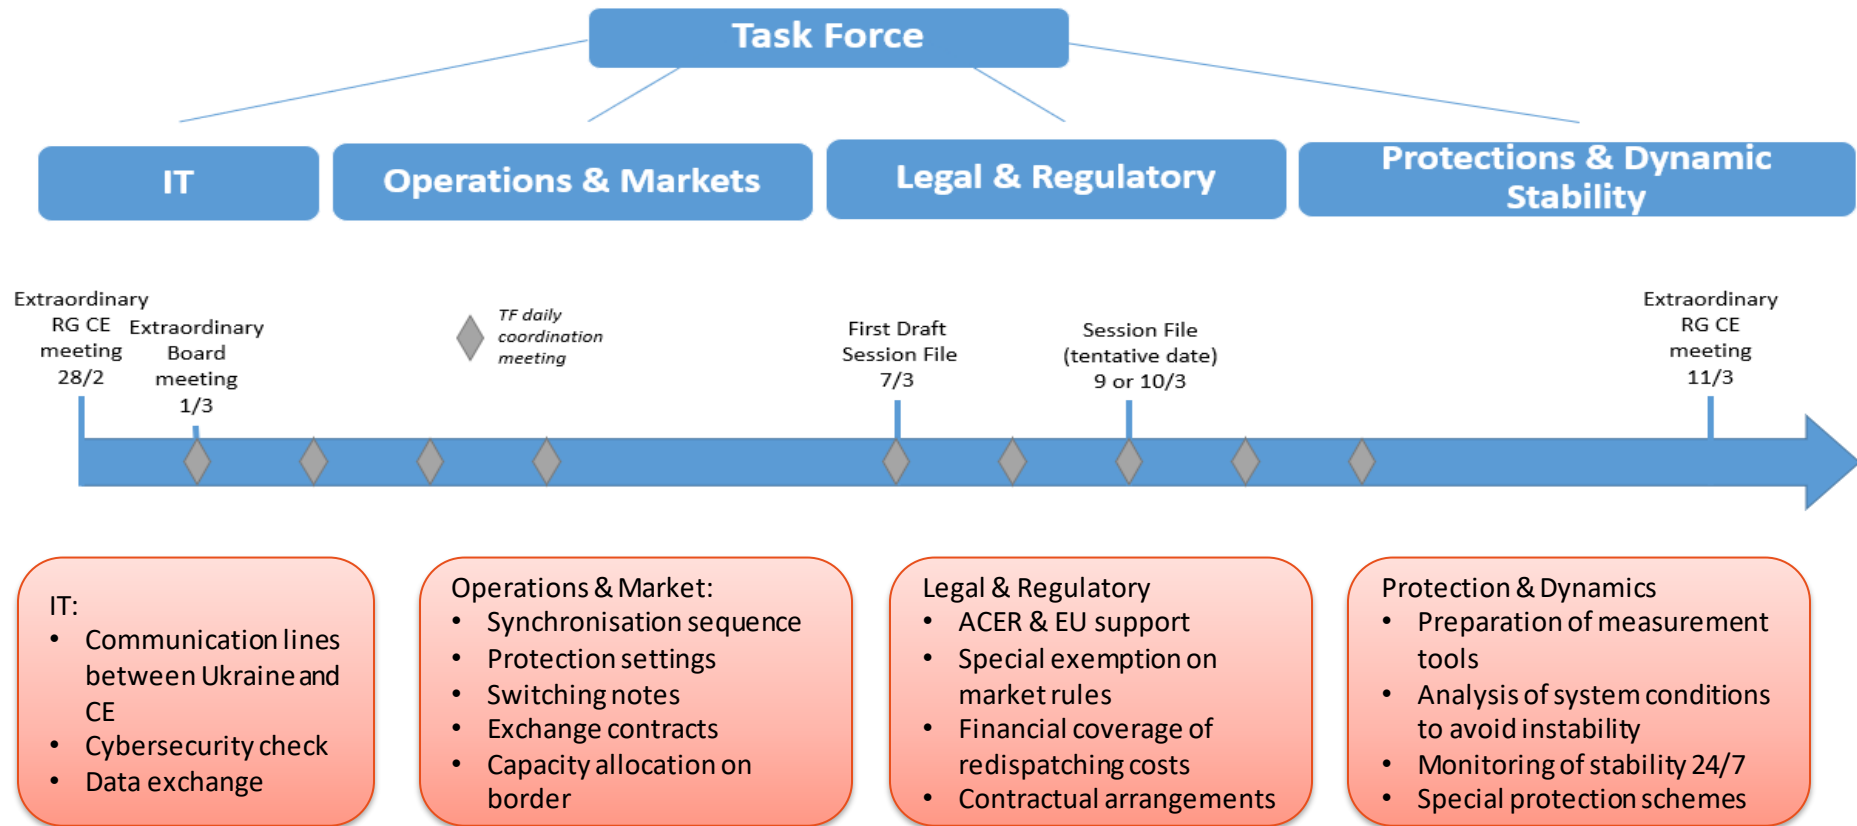 Task Force
IT
Operations & Markets
Legal & Regulatory
Protections & Dynamic
Stability
Extraordinary
RG CE
meeting
28/2
Extraordinary
Board
meeting
1/3
TF daily
coordination
meeting
First Draft
Session File
7/3
Session File
(tentative date)
9 or 10/3
Extraordinary
RG CE
meeting
11/3
IT:
• Communication lines
between Ukraine and
CE
• Cybersecurity check
• Data exchange
Operations & Market:
• Synchronisation sequence
• Protection settings
• Switching notes
• Exchange contracts
• Capacity allocation on
border
Legal & Regulatory
• ACER & EU support
• Special exemption on
market rules
• Financial coverage of
redispatching costs
• Contractual arrangements
Protection & Dynamics
• Preparation of measurement
tools
• Analysis of system conditions
to avoid instability
• Monitoring of stability 24/7
• Special protection schemes